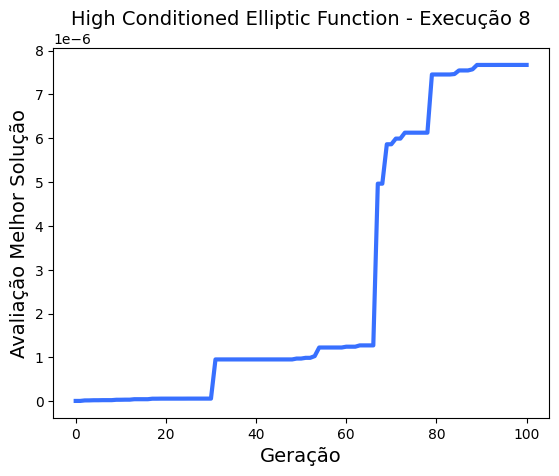 High Conditioned Elliptic Function - Execução 8
1e−6
8
7
6
5
4
3
2
1
0
Avaliação Melhor Solução
0 20 40 60 80 100
Geração